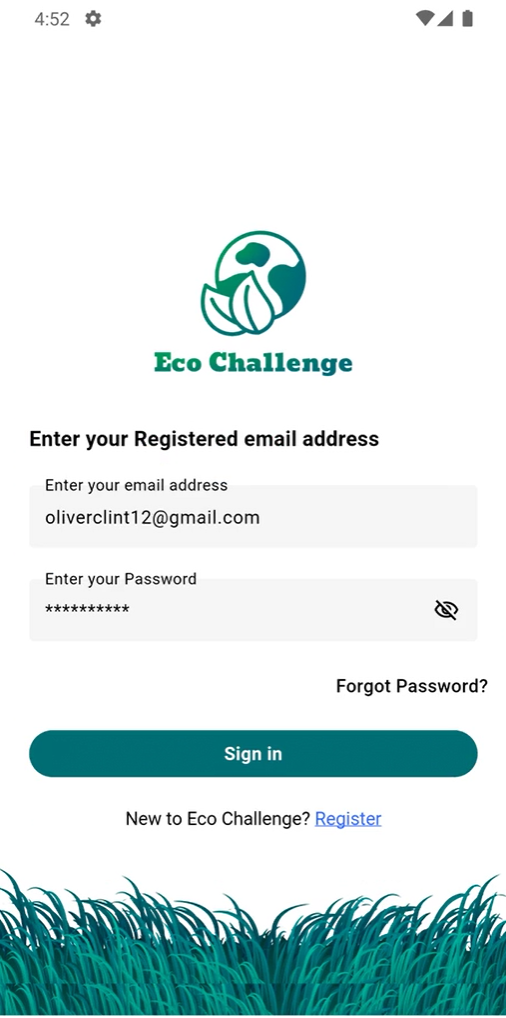 4:52
Eco Challenge
Enter your Registered email address
Enter your email address
oliverclint12@gmail.com
Enter your Password
**********
Forgot Password?
Sign in
New to Eco Challenge? Register